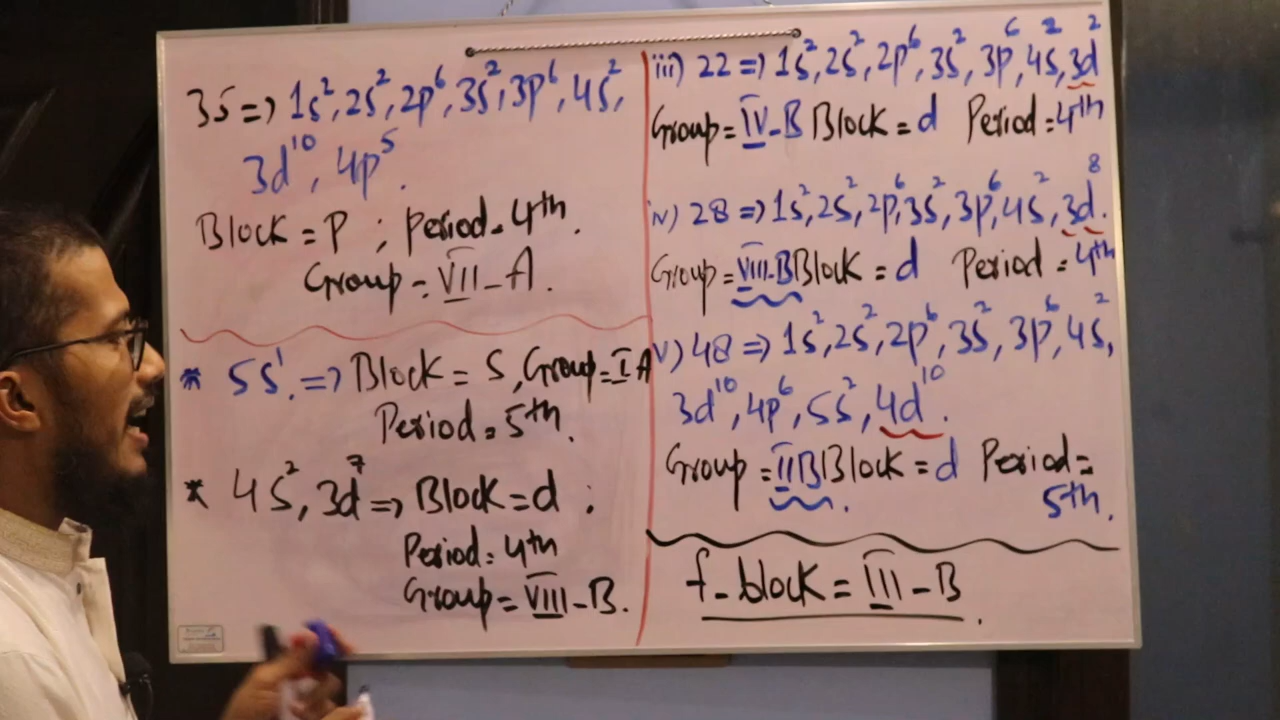 35 => 1s², 2s², 2p⁶, 3s², 3p⁶, 4s²,
3d¹⁰, 4p⁵.
Block = P ; Period = 4th.
Group = VII-A.
* 5s¹. => Block = S, Group = I A
Period = 5th.
* 4s², 3d⁷ => Block = d ;
Period = 4th
Group = VIII-B.
iii) 22 => 1s², 2s², 2p⁶, 3s², 3p⁶, 4s², 3d²
Group = IV-B Block = d Period = 4th
iv) 28 => 1s², 2s², 2p⁶, 3s², 3p⁶, 4s², 3d⁸.
Group = VIII-B Block = d Period = 4th
v) 48 => 1s², 2s², 2p⁶, 3s², 3p⁶, 4s²,
3d¹⁰, 4p⁶, 5s², 4d¹⁰.
Group = IIB Block = d Period =
5th.
f-block = III-B.